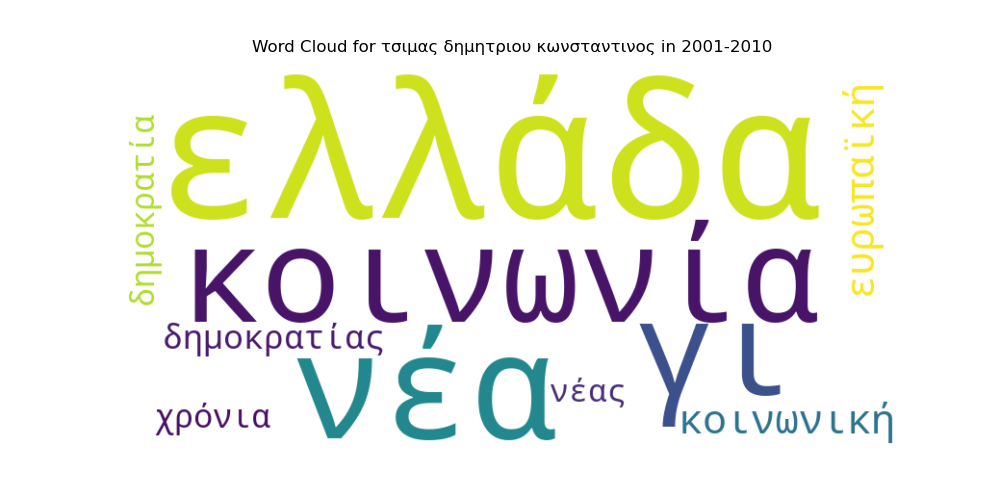 Word Cloud for τσιμας δημητριου κωνσταντινος in 2001-2010
δημοκρατία
ελλάδα
ευρωπαϊκή
κοινωνία
δημοκρατίας
νέα
γι
νέας
χρόνια
κοινωνική